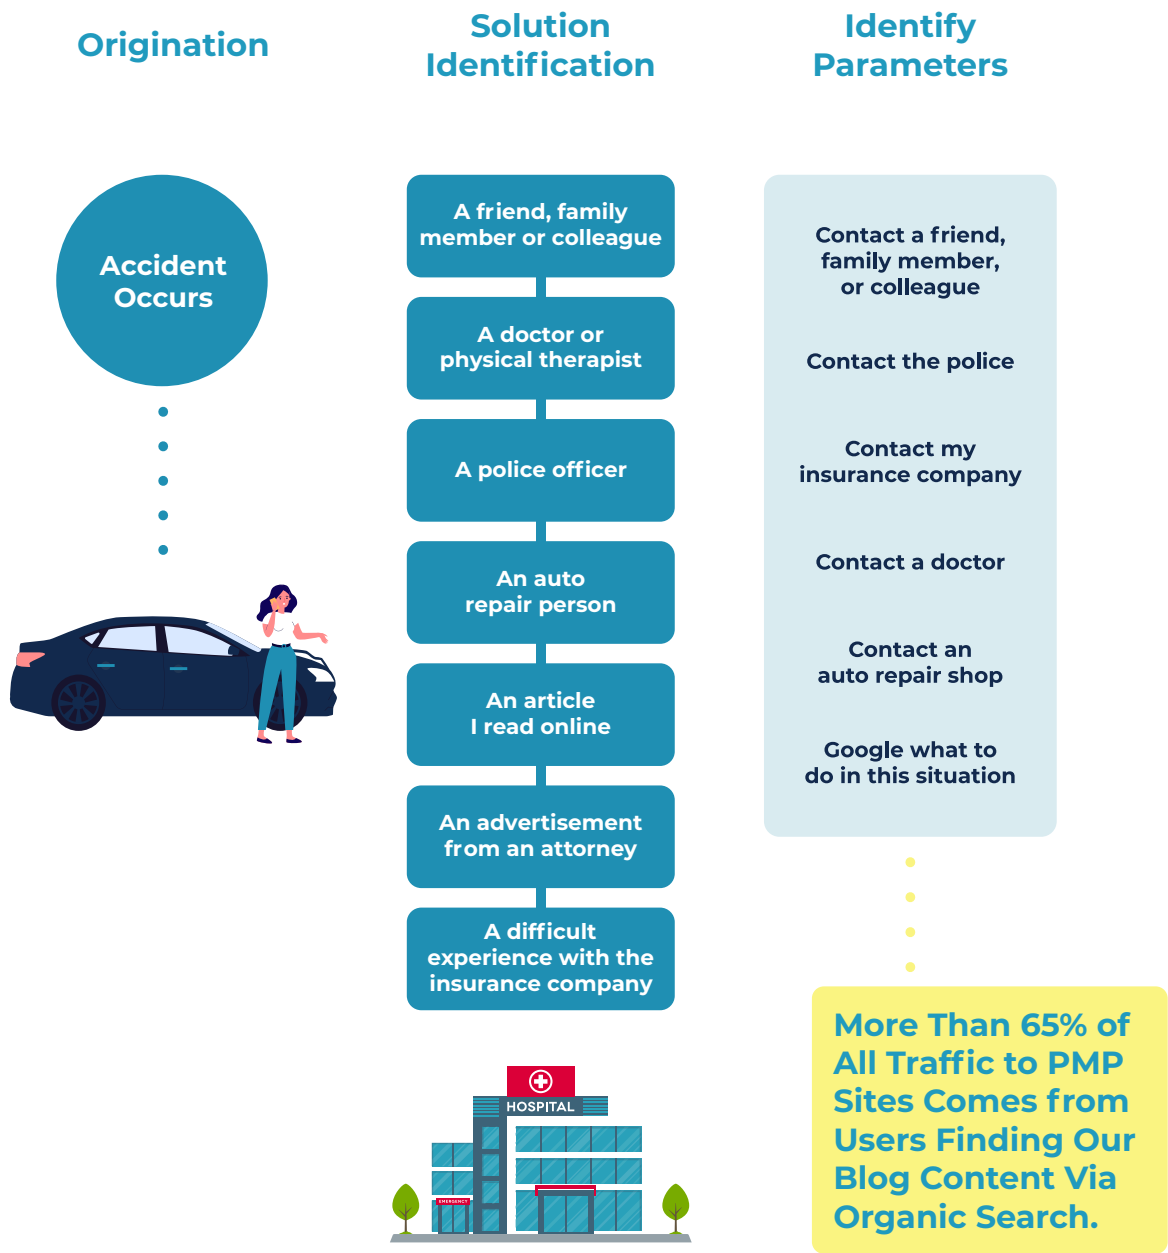 Origination
Solution
Identification
Identify
Parameters
Accident
Occurs
A friend, family
member or colleague
A doctor or
physical therapist
A police officer
An auto
repair person
An article
I read online
An advertisement
from an attorney
A difficult
experience with the
insurance company
HOSPITAL
EMERGENCY
Contact a friend,
family member,
or colleague
Contact the police
Contact my
insurance company
Contact a doctor
Contact an
auto repair shop
Google what to
do in this situation
More Than 65% of
All Traffic to PMP
Sites Comes from
Users Finding Our
Blog Content Via
Organic Search.